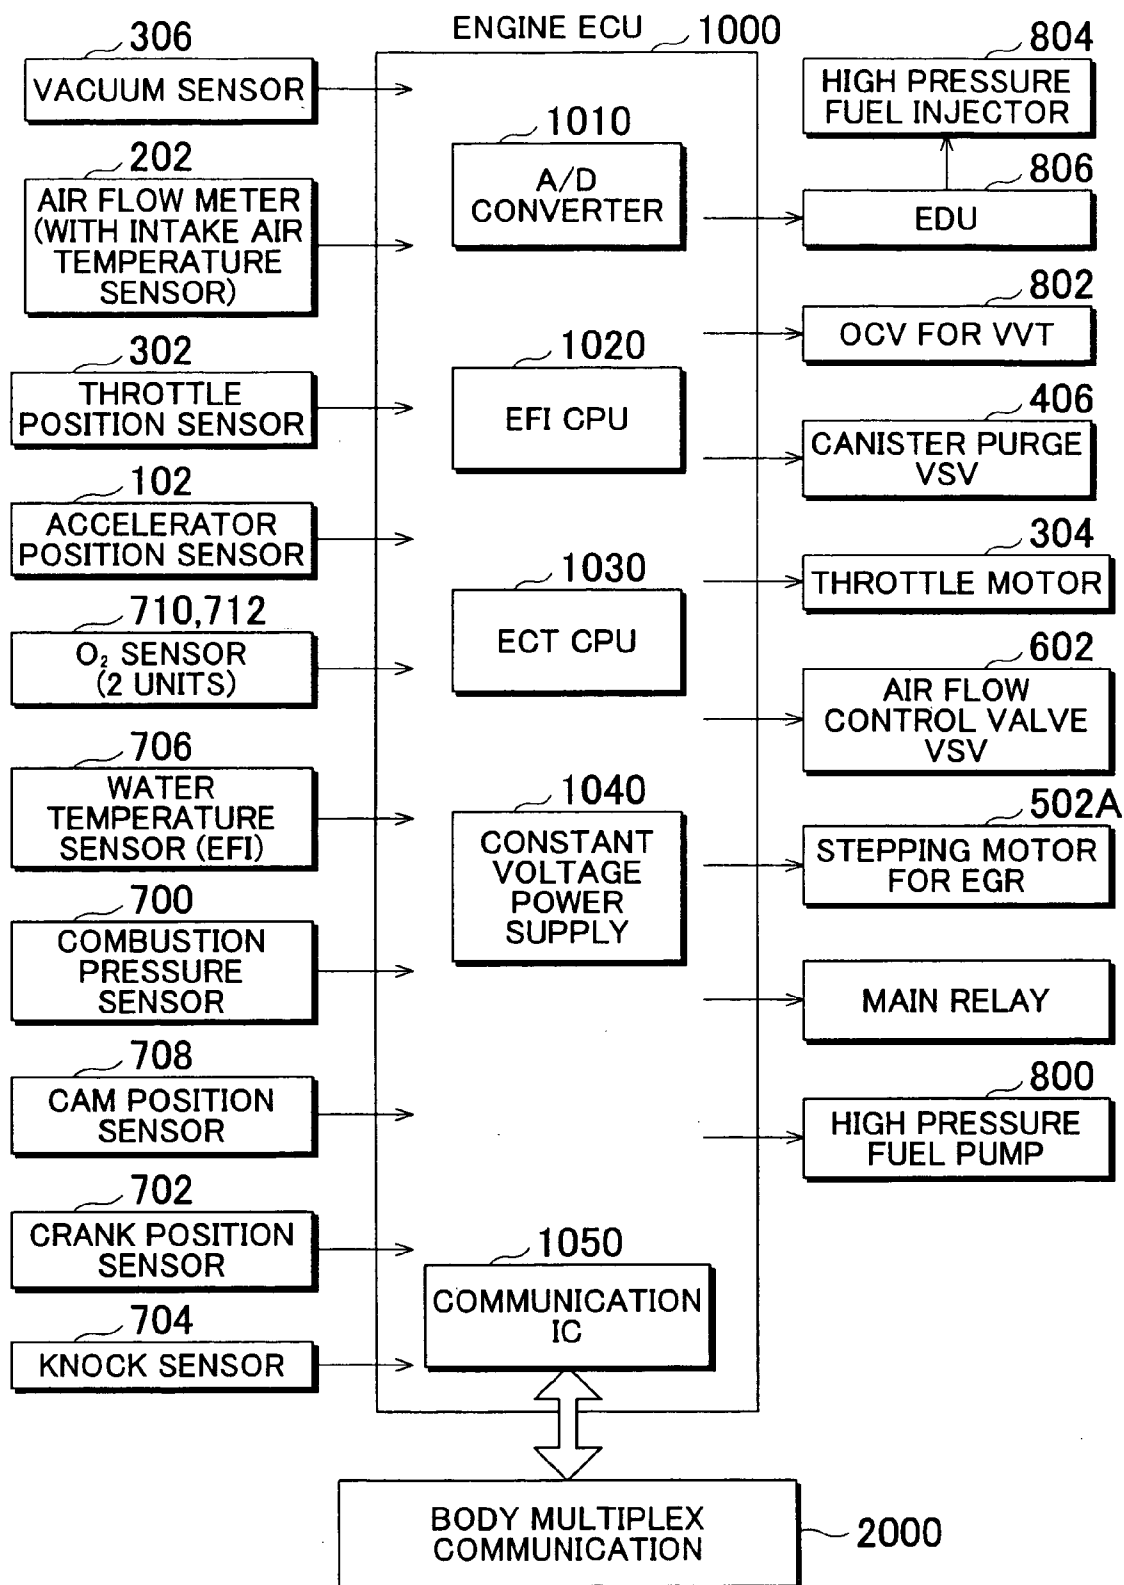 ENGINE ECU
1000
306
VACUUM SENSOR
202
AIR FLOW METER
(WITH INTAKE AIR
TEMPERATURE
SENSOR)
302
THROTTLE
POSITION SENSOR
102
ACCELERATOR
POSITION SENSOR
710,712
O₂ SENSOR
(2 UNITS)
706
WATER
TEMPERATURE
SENSOR (EFI)
700
COMBUSTION
PRESSURE
SENSOR
708
CAM POSITION
SENSOR
702
CRANK POSITION
SENSOR
704
KNOCK SENSOR
1010
A/D
CONVERTER
1020
EFI CPU
1030
ECT CPU
1040
CONSTANT
VOLTAGE
POWER
SUPPLY
1050
COMMUNICATION
IC
804
HIGH PRESSURE
FUEL INJECTOR
806
EDU
802
OCV FOR VVT
406
CANISTER PURGE
VSV
304
THROTTLE MOTOR
602
AIR FLOW
CONTROL VALVE
VSV
502A
STEPPING MOTOR
FOR EGR
MAIN RELAY
800
HIGH PRESSURE
FUEL PUMP
BODY MULTIPLEX
COMMUNICATION
2000